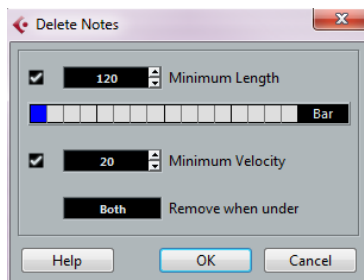 Delete Notes
120 Minimum Length
Bar
20 Minimum Velocity
Both Remove when under
Help OK Cancel